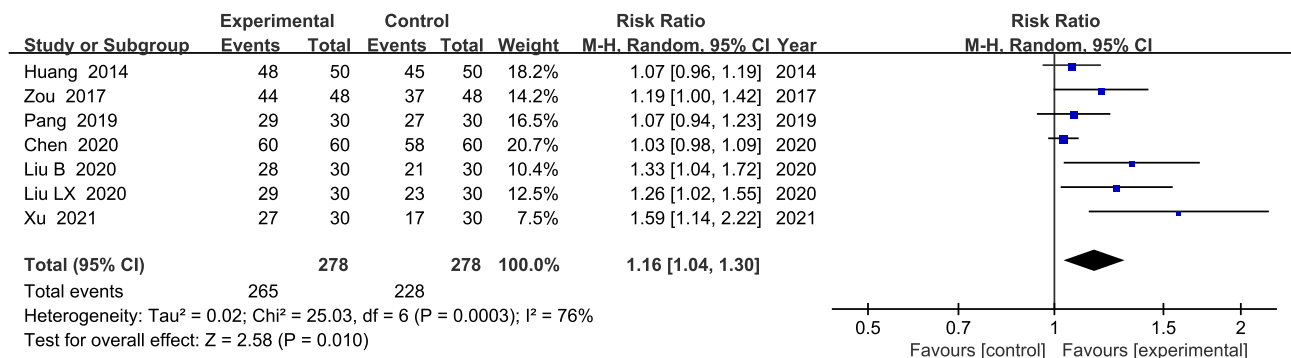 Experimental Control Risk Ratio Risk Ratio
Study or Subgroup Events Total Events Total Weight M-H, Random, 95% CI Year M-H, Random, 95% CI
Huang 2014 48 50 45 50 18.2% 1.07 [0.96, 1.19] 2014
Zou 2017 44 48 37 48 14.2% 1.19 [1.00, 1.42] 2017
Pang 2019 29 30 27 30 16.5% 1.07 [0.94, 1.23] 2019
Chen 2020 60 60 58 60 20.7% 1.03 [0.98, 1.09] 2020
Liu B 2020 28 30 21 30 10.4% 1.33 [1.04, 1.72] 2020
Liu LX 2020 29 30 23 30 12.5% 1.26 [1.02, 1.55] 2020
Xu 2021 27 30 17 30 7.5% 1.59 [1.14, 2.22] 2021
Total (95% CI) 278 278 100.0% 1.16 [1.04, 1.30]
Total events 265 228
Heterogeneity: Tau² = 0.02; Chi² = 25.03, df = 6 (P = 0.0003); I² = 76%
Test for overall effect: Z = 2.58 (P = 0.010)
0.5 0.7 1 1.5 2
Favours [control] Favours [experimental]